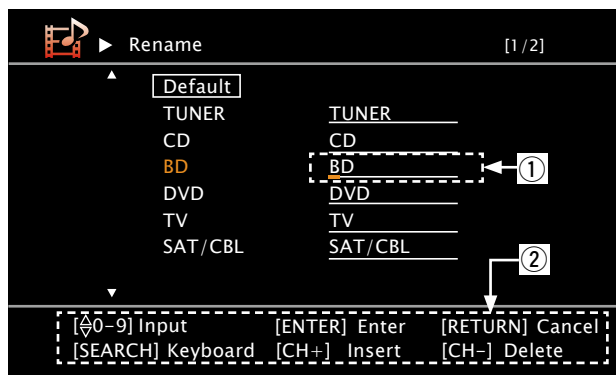 ▶ Rename [1/2]
Default
TUNER TUNER
CD CD
BD BD ①
DVD DVD
TV TV
SAT/CBL SAT/CBL
②
[△▽0-9] Input [ENTER] Enter [RETURN] Cancel
[SEARCH] Keyboard [CH+] Insert [CH-] Delete